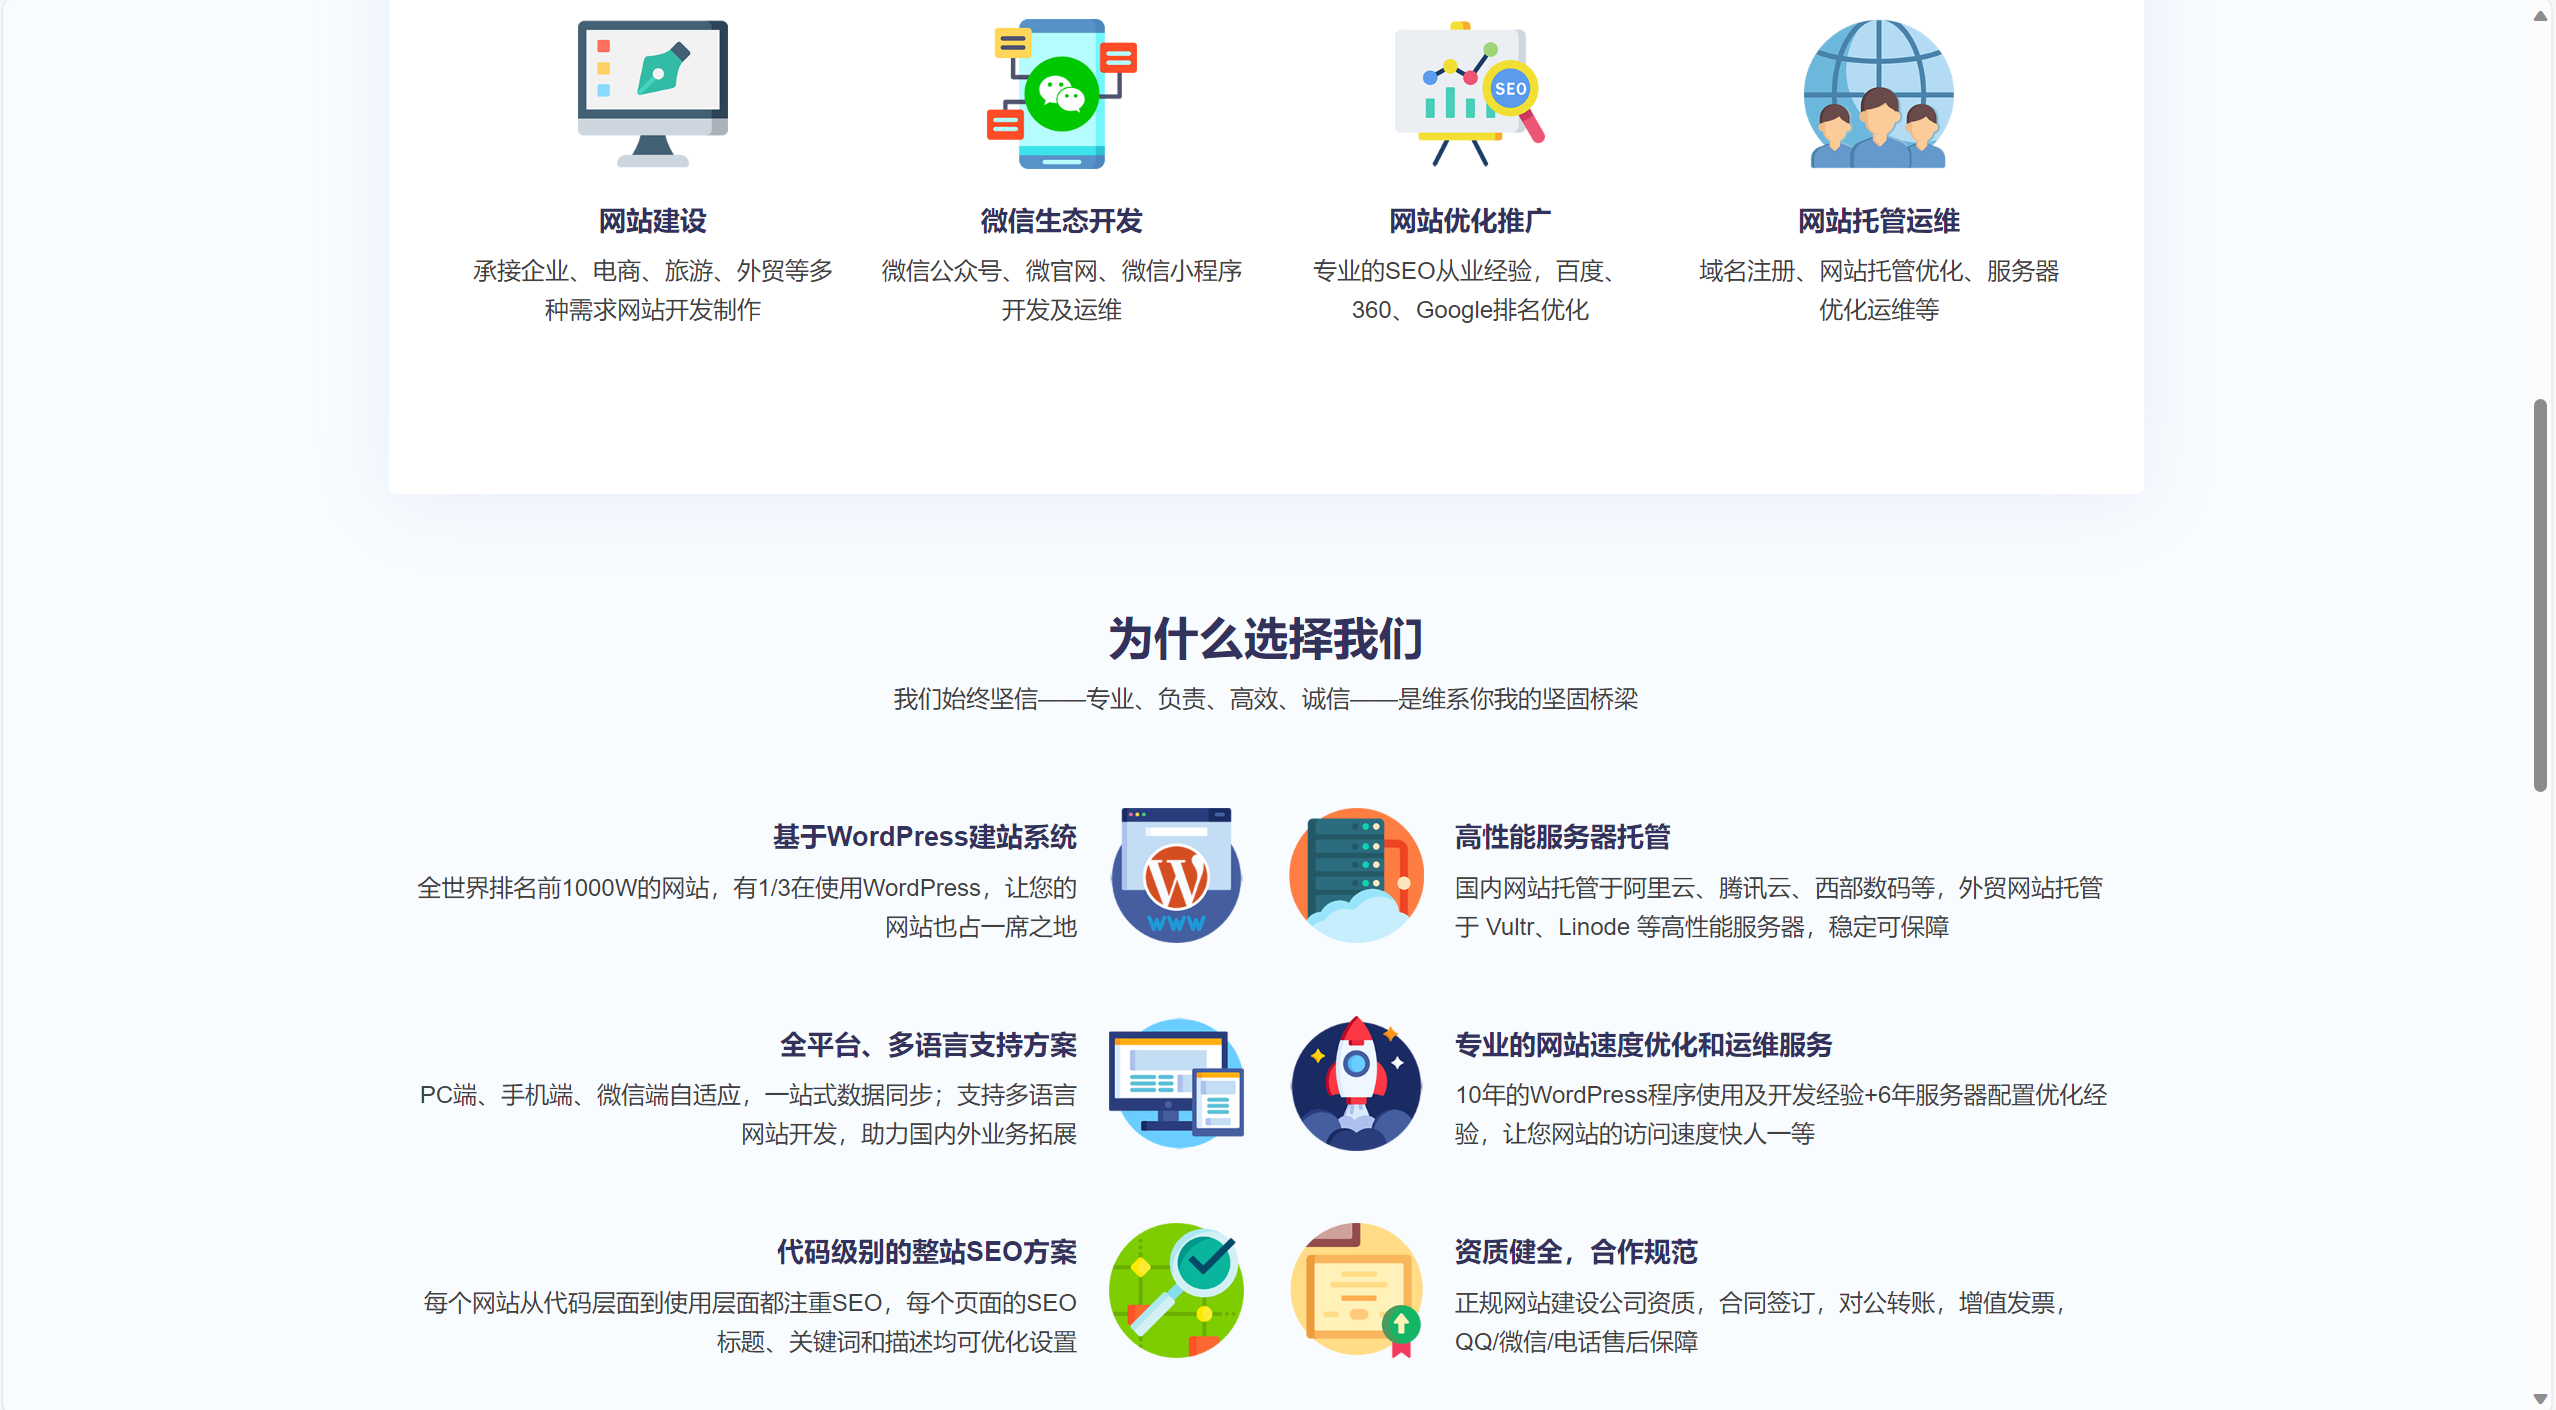 SEO
网站建设
承接企业、电商、旅游、外贸等多
种需求网站开发制作
微信生态开发
微信公众号、微官网、微信小程序
开发及运维
网站优化推广
专业的SEO从业经验，百度、
360、Google排名优化
网站托管运维
域名注册、网站托管优化、服务器
优化运维等
为什么选择我们
我们始终坚信——专业、负责、高效、诚信——是维系你我的坚固桥梁
基于WordPress建站系统
全世界排名前1000W的网站，有1/3在使用WordPress，让您的
网站也占一席之地
W
www
高性能服务器托管
国内网站托管于阿里云、腾讯云、西部数码等，外贸网站托管
于 Vultr、Linode 等高性能服务器，稳定可保障
全平台、多语言支持方案
PC端、手机端、微信端自适应，一站式数据同步；支持多语言
网站开发，助力国内外业务拓展
专业的网站速度优化和运维服务
10年的WordPress程序使用及开发经验+6年服务器配置优化经
验，让您网站的访问速度快人一等
代码级别的整站SEO方案
每个网站从代码层面到使用层面都注重SEO，每个页面的SEO
标题、关键词和描述均可优化设置
资质健全，合作规范
正规网站建设公司资质，合同签订，对公转账，增值发票，
QQ/微信/电话售后保障